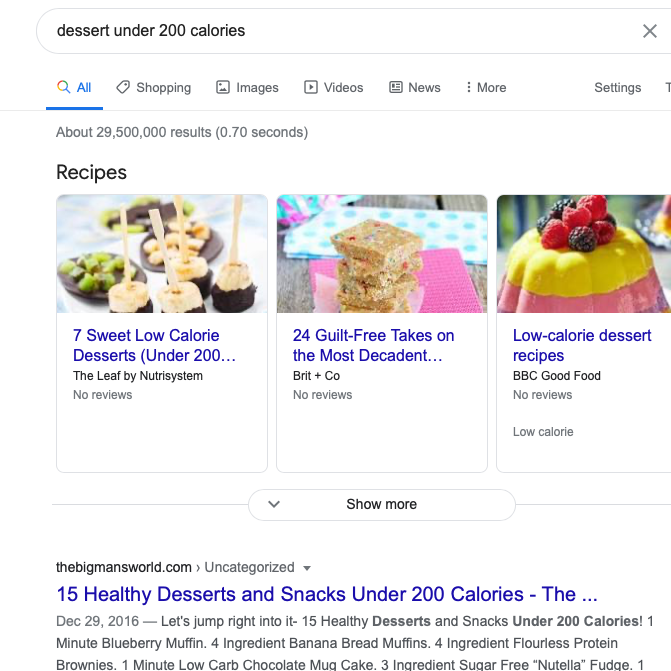 dessert under 200 calories
All Shopping Images Videos News More Settings T
About 29,500,000 results (0.70 seconds)
Recipes
7 Sweet Low Calorie
Desserts (Under 200…
The Leaf by Nutrisystem
No reviews
24 Guilt-Free Takes on
the Most Decadent…
Brit + Co
No reviews
Low-calorie dessert
recipes
BBC Good Food
No reviews
Low calorie
Show more
thebigmansworld.com › Uncategorized
15 Healthy Desserts and Snacks Under 200 Calories - The ...
Dec 29, 2016 — Let's jump right into it- 15 Healthy Desserts and Snacks Under 200 Calories! 1
Minute Blueberry Muffin. 4 Ingredient Banana Bread Muffins. 4 Ingredient Flourless Protein
Brownies. 1 Minute Low Carb Chocolate Mug Cake. 3 Ingredient Sugar Free “Nutella” Fudge. 1